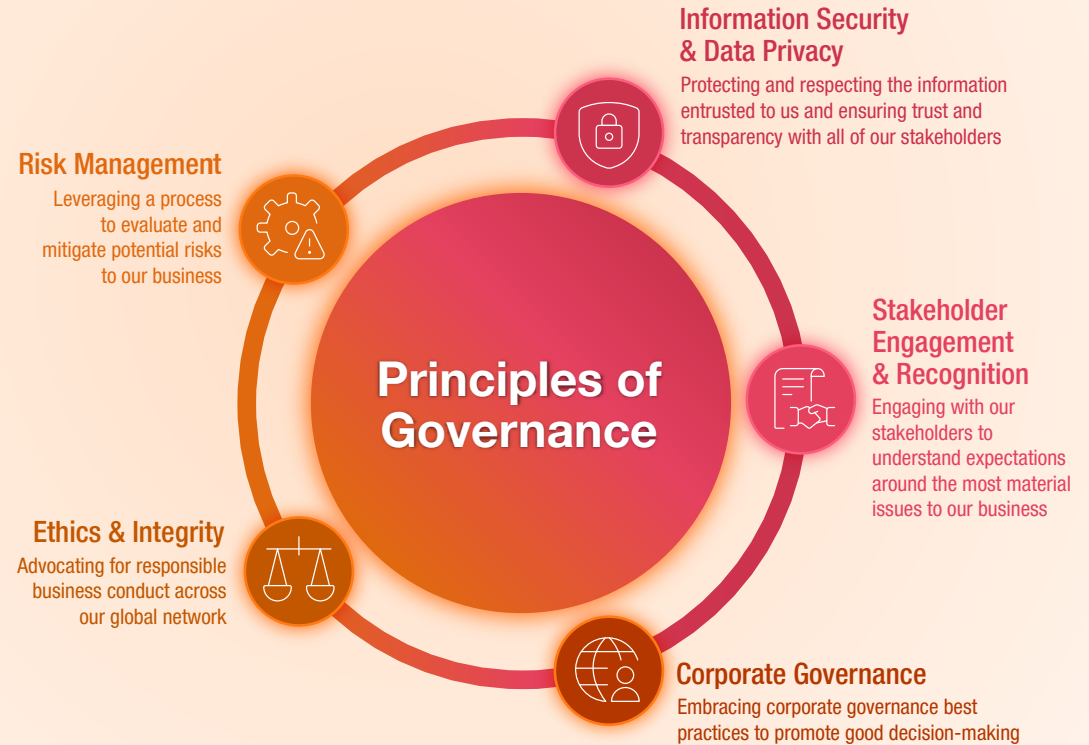 Information Security
& Data Privacy
Protecting and respecting the information
entrusted to us and ensuring trust and
transparency with all of our stakeholders
Risk Management
Leveraging a process
to evaluate and
mitigate potential risks
to our business
Principles of
Governance
Stakeholder
Engagement
& Recognition
Engaging with our
stakeholders to
understand expectations
around the most material
issues to our business
Ethics & Integrity
Advocating for responsible
business conduct across
our global network
Corporate Governance
Embracing corporate governance best
practices to promote good decision-making